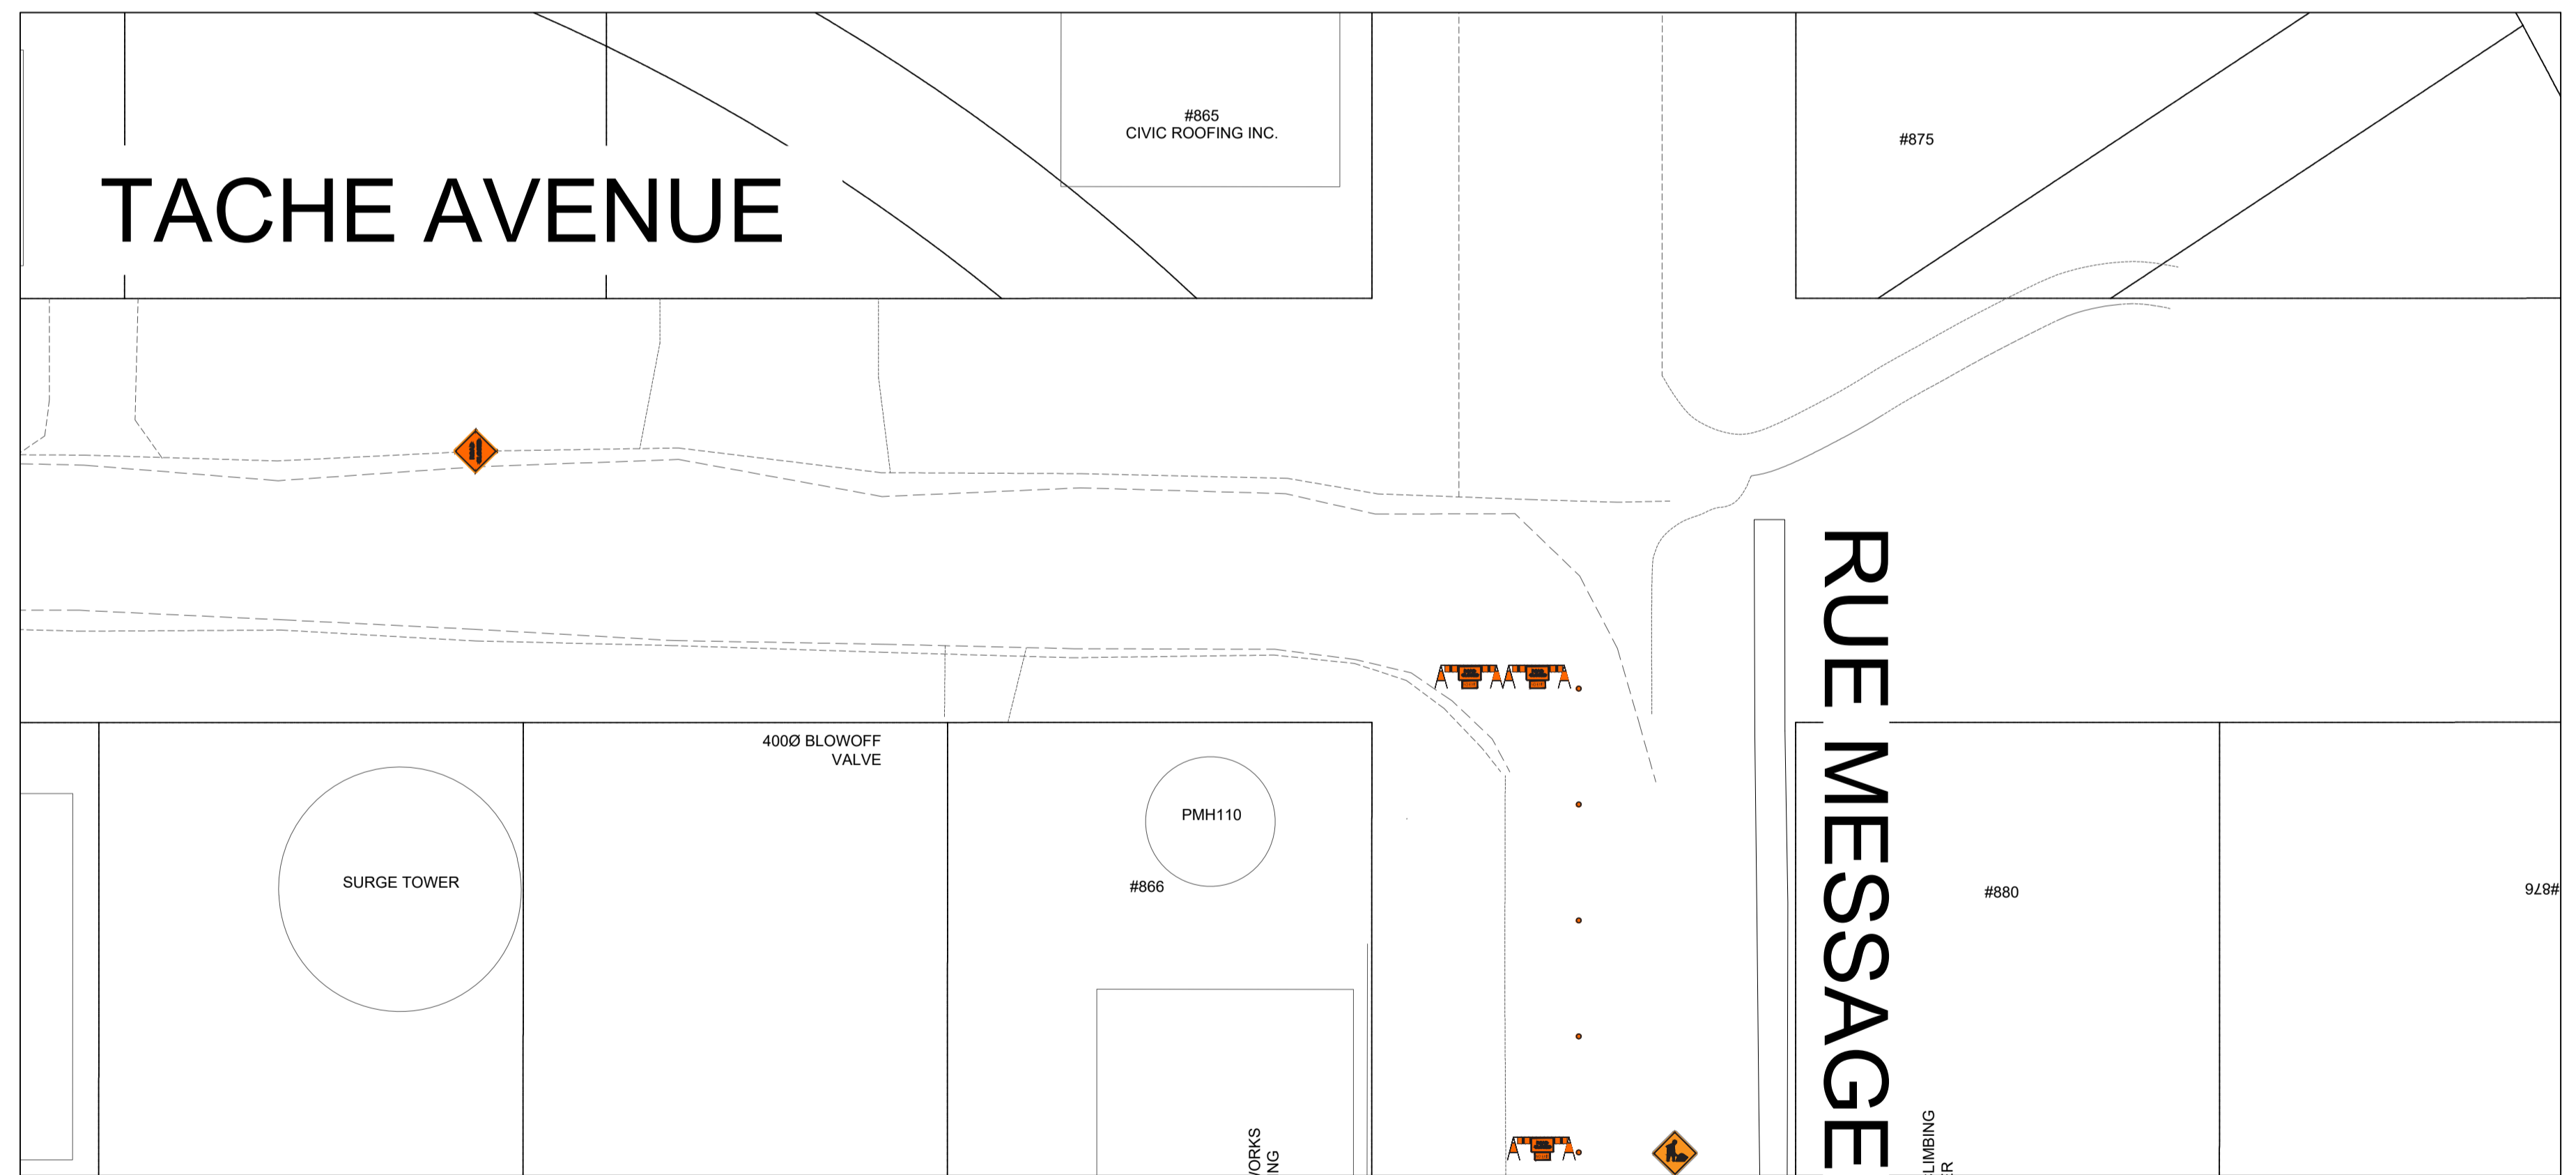 #865
CIVIC ROOFING INC.
#875
TACHE AVENUE
RUE MESSAGE
400Ø BLOWOFF
VALVE
PMH110
SURGE TOWER
#866
#880
#876